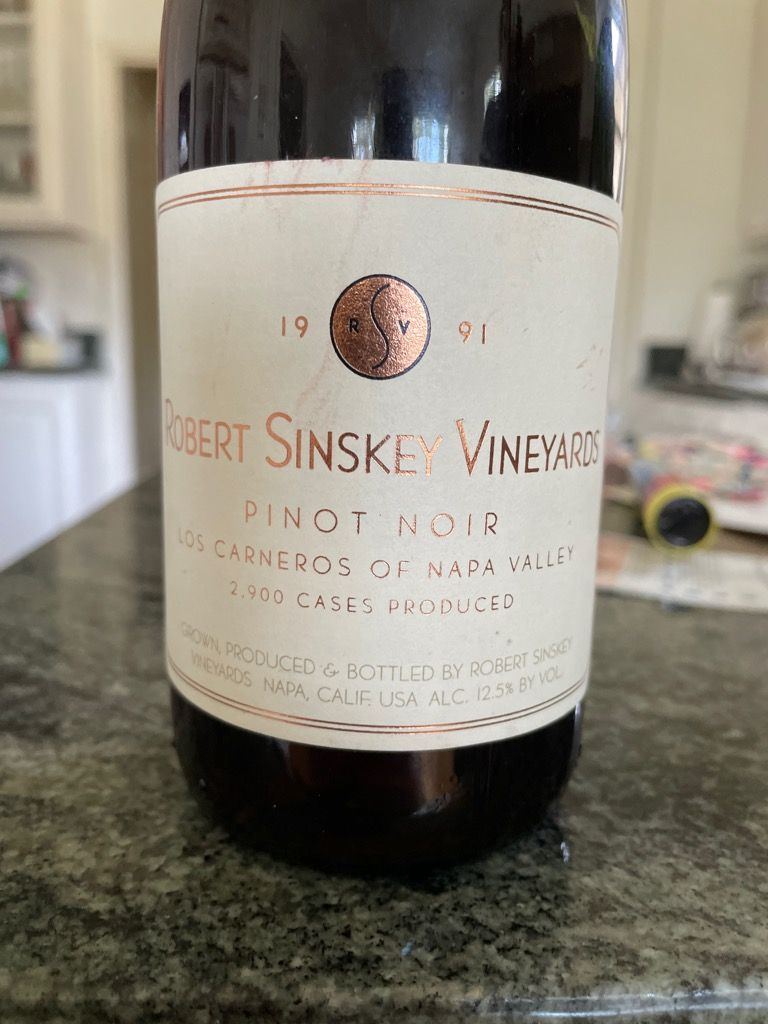 19 RSV 91
ROBERT SINSKEY VINEYARDS
PINOT NOIR
LOS CARNEROS OF NAPA VALLEY
2,900 CASES PRODUCED
GROWN, PRODUCED & BOTTLED BY ROBERT SINSKEY
VINEYARDS NAPA, CALIF. USA ALC. 12.5% BY VOL.